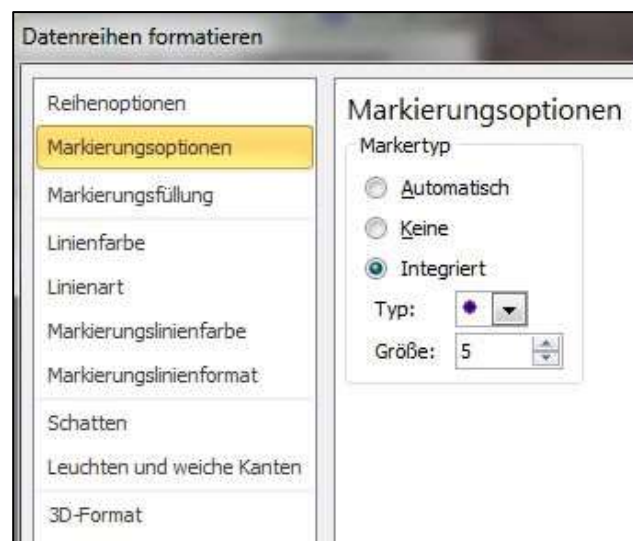 Datenreihen formatieren
Reihenoptionen
Markierungsoptionen
Markierungsfüllung
Linienfarbe
Linienart
Markierungslinienfarbe
Markierungslinienformat
Schatten
Leuchten und weiche Kanten
3D-Format
Markierungsoptionen
Markertyp
Automatisch
Keine
Integriert
Typ:
Größe: 5